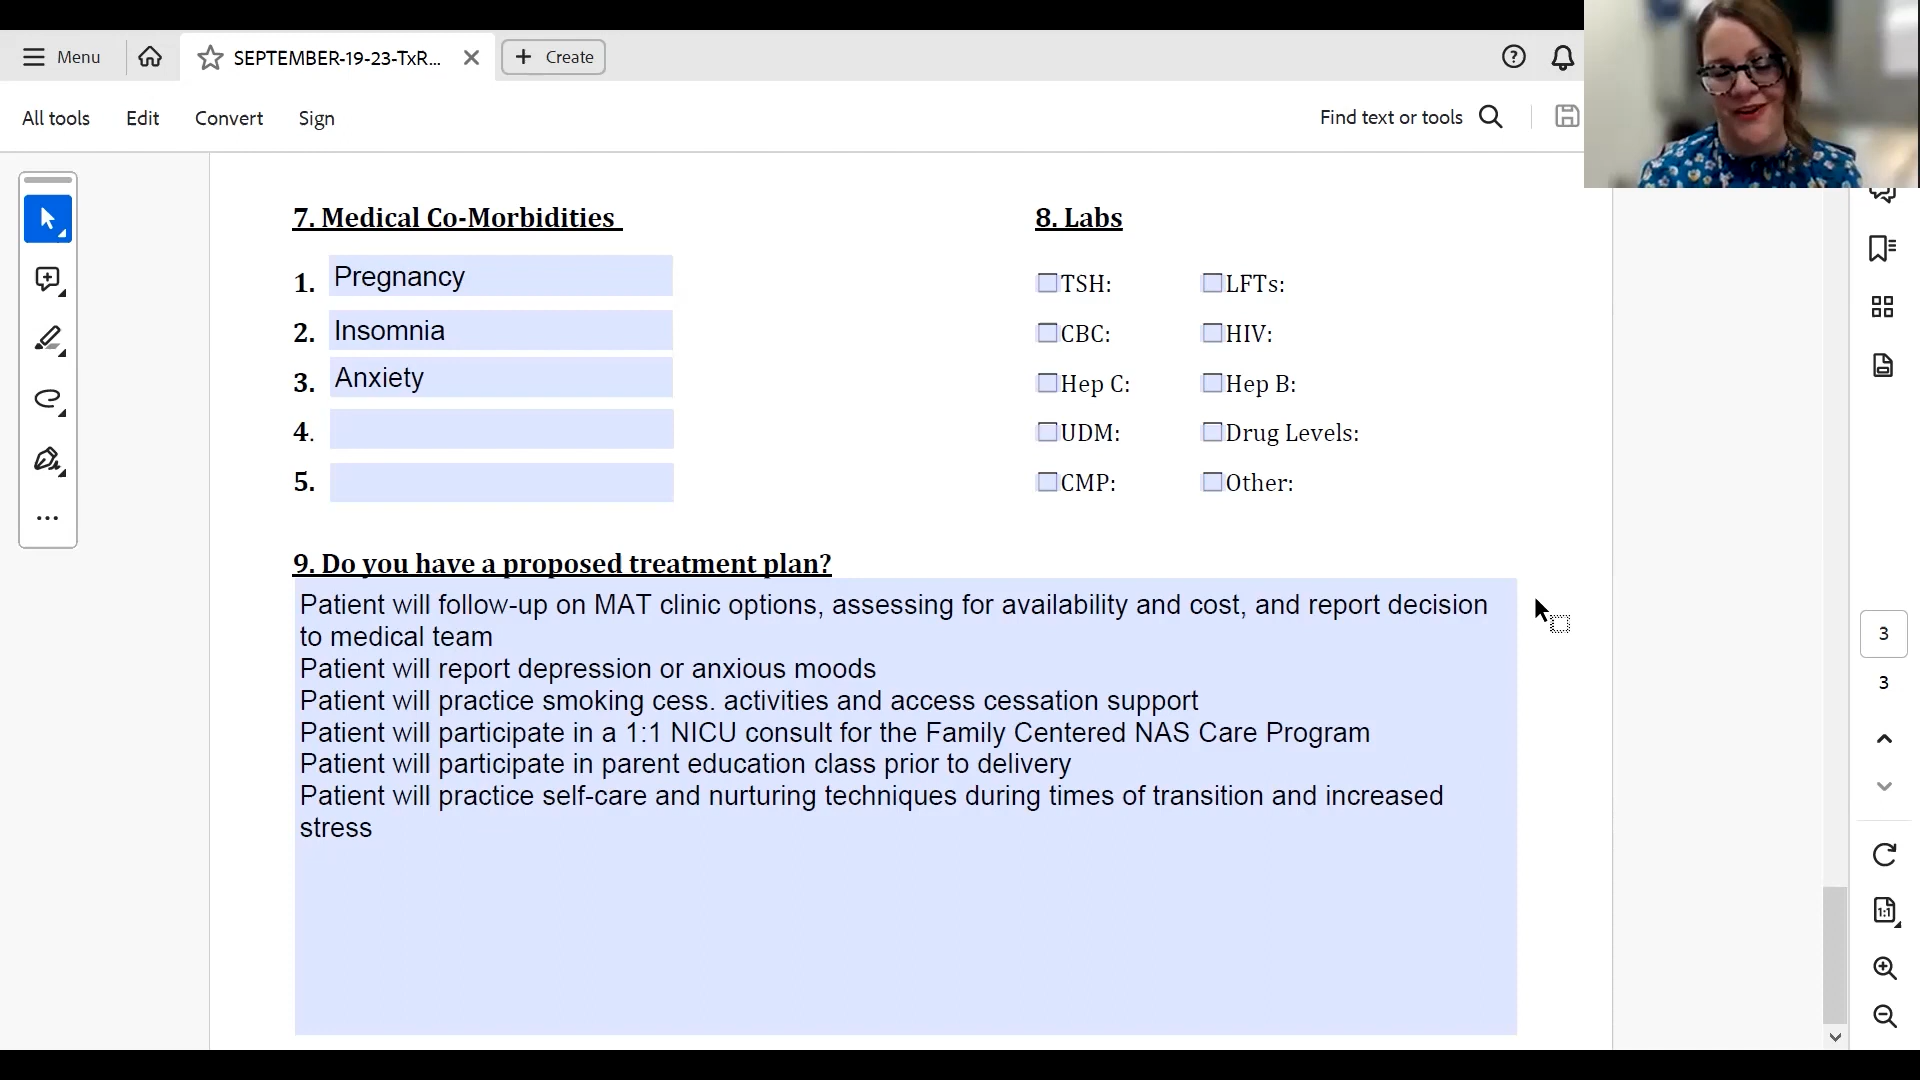 Menu
SEPTEMBER-19-23-TxR...
Create
All tools
Edit
Convert
Sign
Find text or tools
7. Medical Co-Morbidities
1. Pregnancy
2. Insomnia
3. Anxiety
4.
5.
8. Labs
TSH: LFTs:
CBC: HIV:
Hep C: Hep B:
UDM: Drug Levels:
CMP: Other:
9. Do you have a proposed treatment plan?
Patient will follow-up on MAT clinic options, assessing for availability and cost, and report decision
to medical team
Patient will report depression or anxious moods
Patient will practice smoking cess. activities and access cessation support
Patient will participate in a 1:1 NICU consult for the Family Centered NAS Care Program
Patient will participate in parent education class prior to delivery
Patient will practice self-care and nurturing techniques during times of transition and increased
stress
3
3
1:1